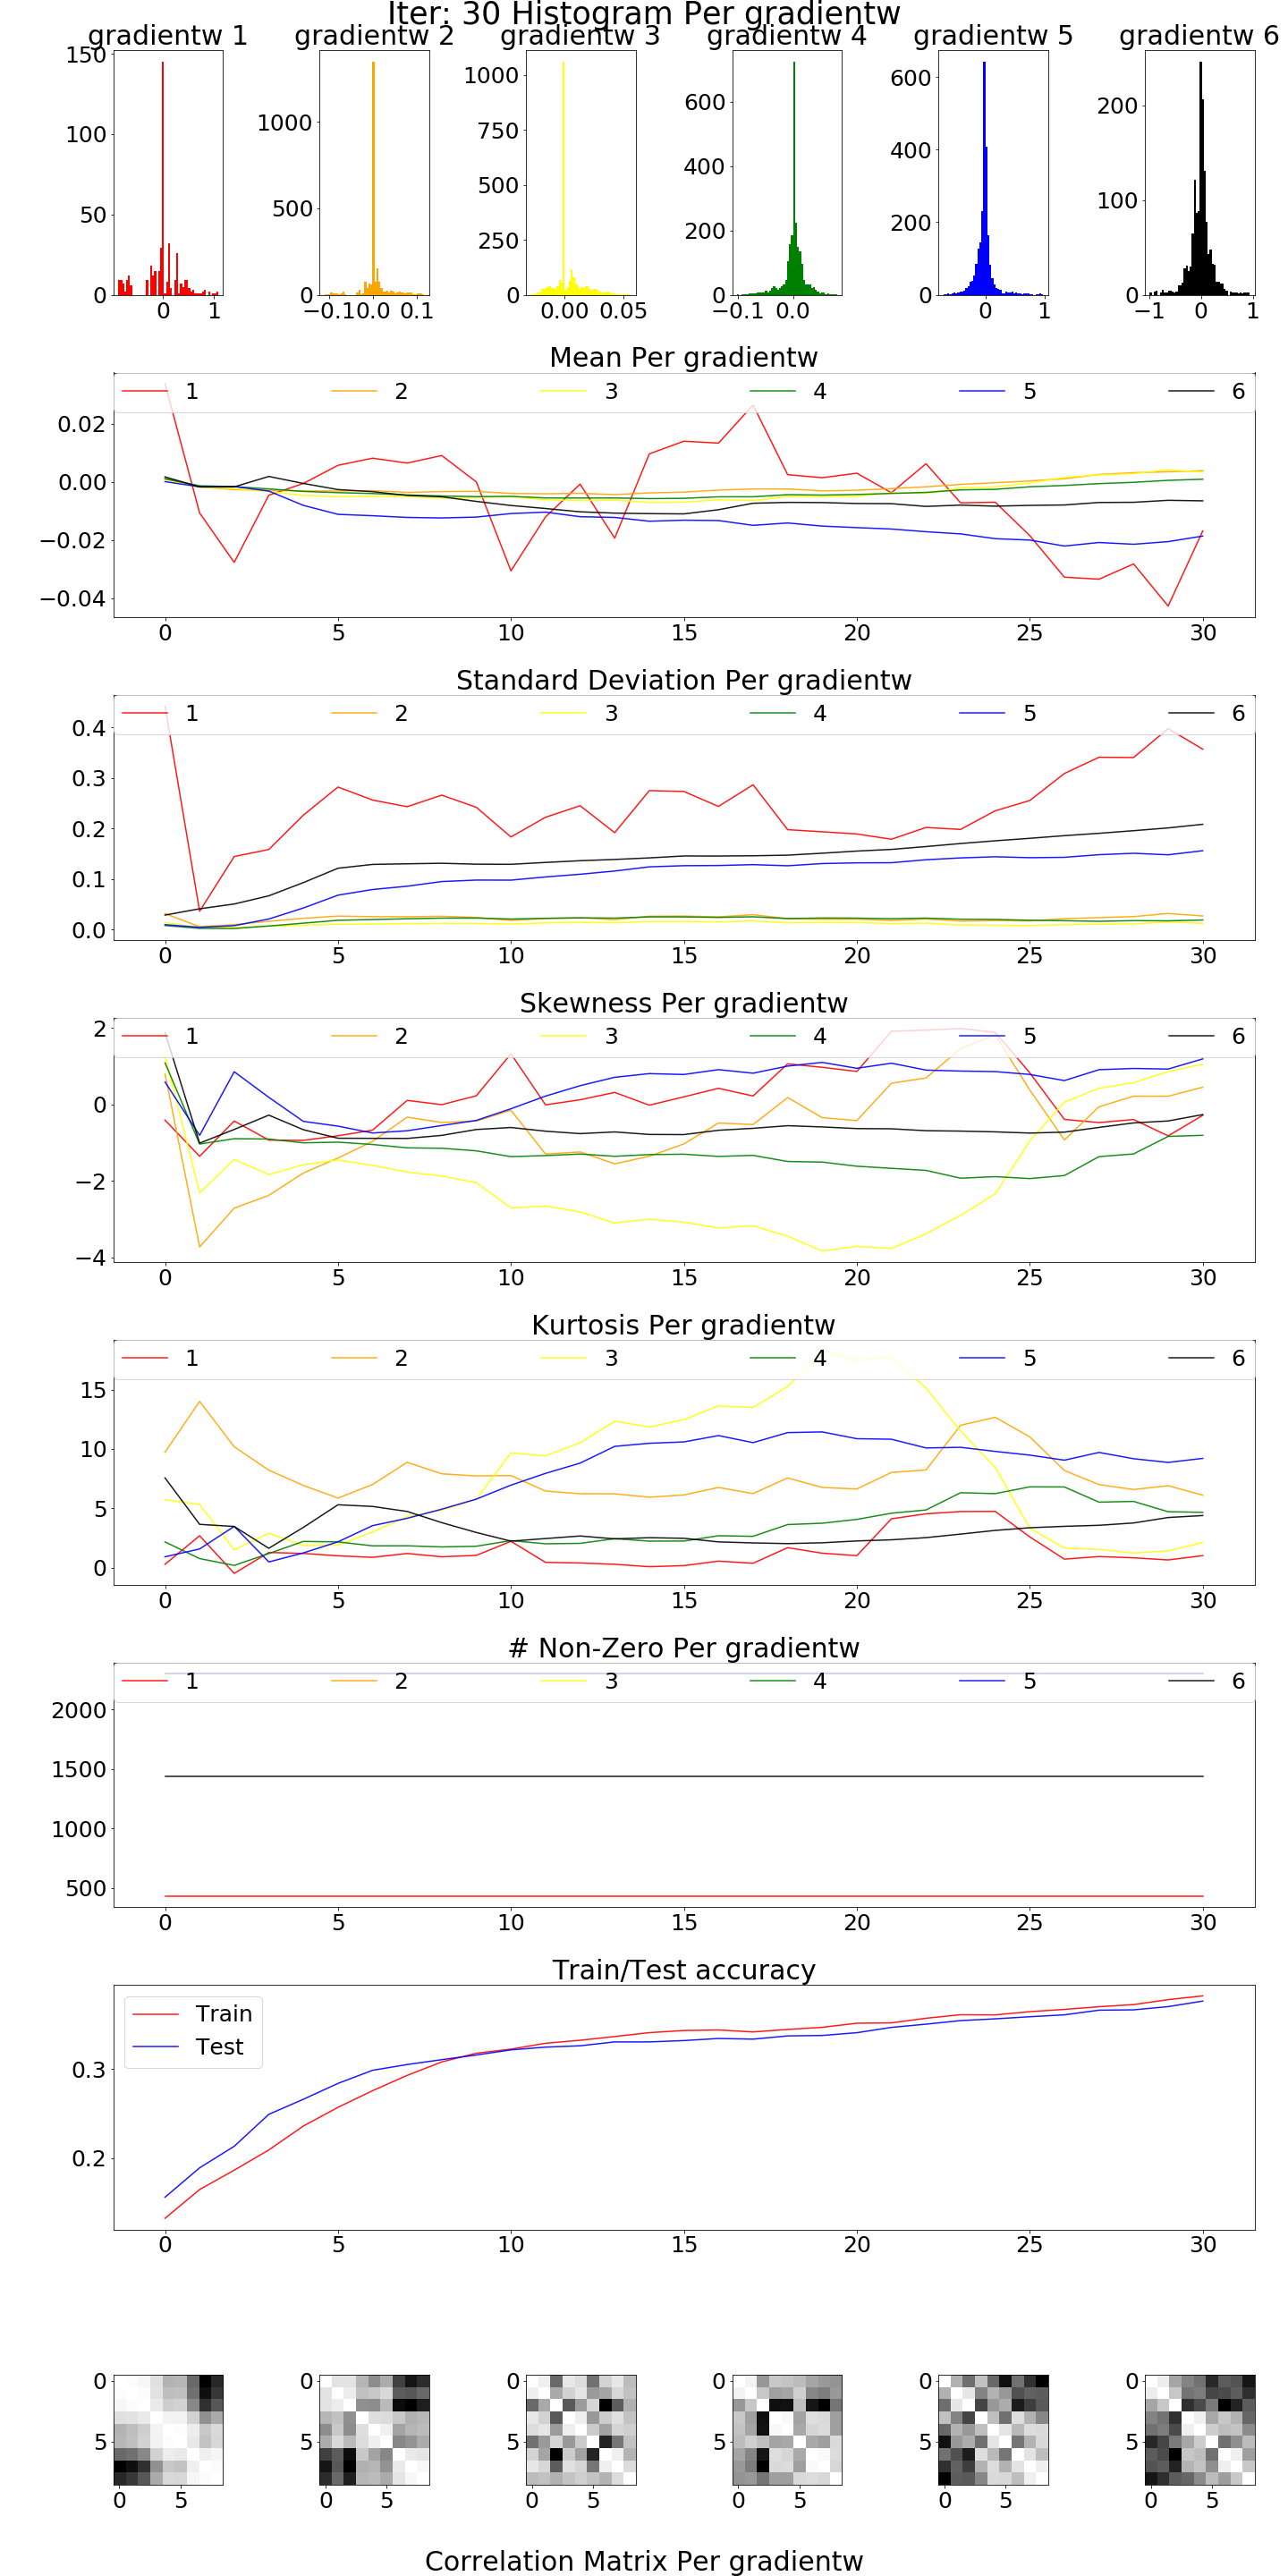 Iter: 30 Histogram Per gradientw
gradientw 1 gradientw 2 gradientw 3 gradientw 4 gradientw 5 gradientw 6
150
100
50
0
0 1
1000
500
0
−0.1 0.0 0.1
1000
750
500
250
0
0.00 0.05
600
400
200
0
−0.1 0.0
600
400
200
0
0 1
200
100
0
−1 0 1
Mean Per gradientw
1 2 3 4 5 6
0.02
0.00
−0.02
−0.04
0 5 10 15 20 25 30
Standard Deviation Per gradientw
1 2 3 4 5 6
0.4
0.3
0.2
0.1
0.0
0 5 10 15 20 25 30
Skewness Per gradientw
1 2 3 4 5 6
2
0
−2
−4
0 5 10 15 20 25 30
Kurtosis Per gradientw
1 2 3 4 5 6
15
10
5
0
0 5 10 15 20 25 30
# Non-Zero Per gradientw
1 2 3 4 5 6
2000
1500
1000
500
0 5 10 15 20 25 30
Train/Test accuracy
Train
Test
0.3
0.2
0 5 10 15 20 25 30
0 0 0 0 0 0
5 5 5 5 5 5
0 5 0 5 0 5 0 5 0 5 0 5
Correlation Matrix Per gradientw